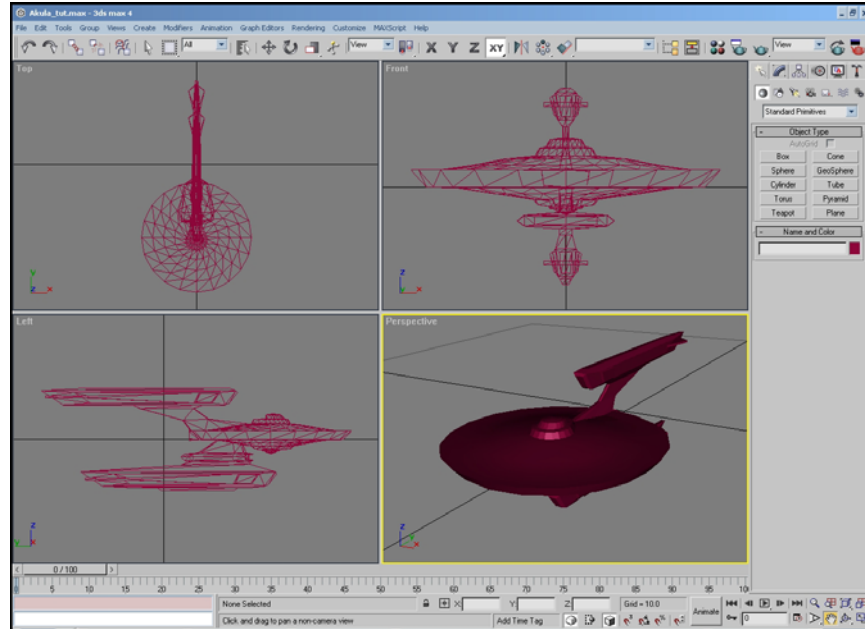 Akula_tut.max - 3ds max 4
File Edit Tools Group Views Create Modifiers Animation Graph Editors Rendering Customize MAXScript Help
All View X Y Z XY View
Top
Front
y
z x
z
y x
Left
Perspective
z
Y x
z
x
Standard Primitives
- Object Type
AutoGrid
Box Cone
Sphere GeoSphere
Cylinder Tube
Torus Pyramid
Teapot Plane
- Name and Color
< 0 / 100 >
0 5 10 15 20 25 30 35 40 45 50 55 60 65 70 75 80 85 90 95 100
None Selected X: Y: Z: Grid = 10.0
Animate
Click and drag to pan a non-camera view Add Time Tag 0